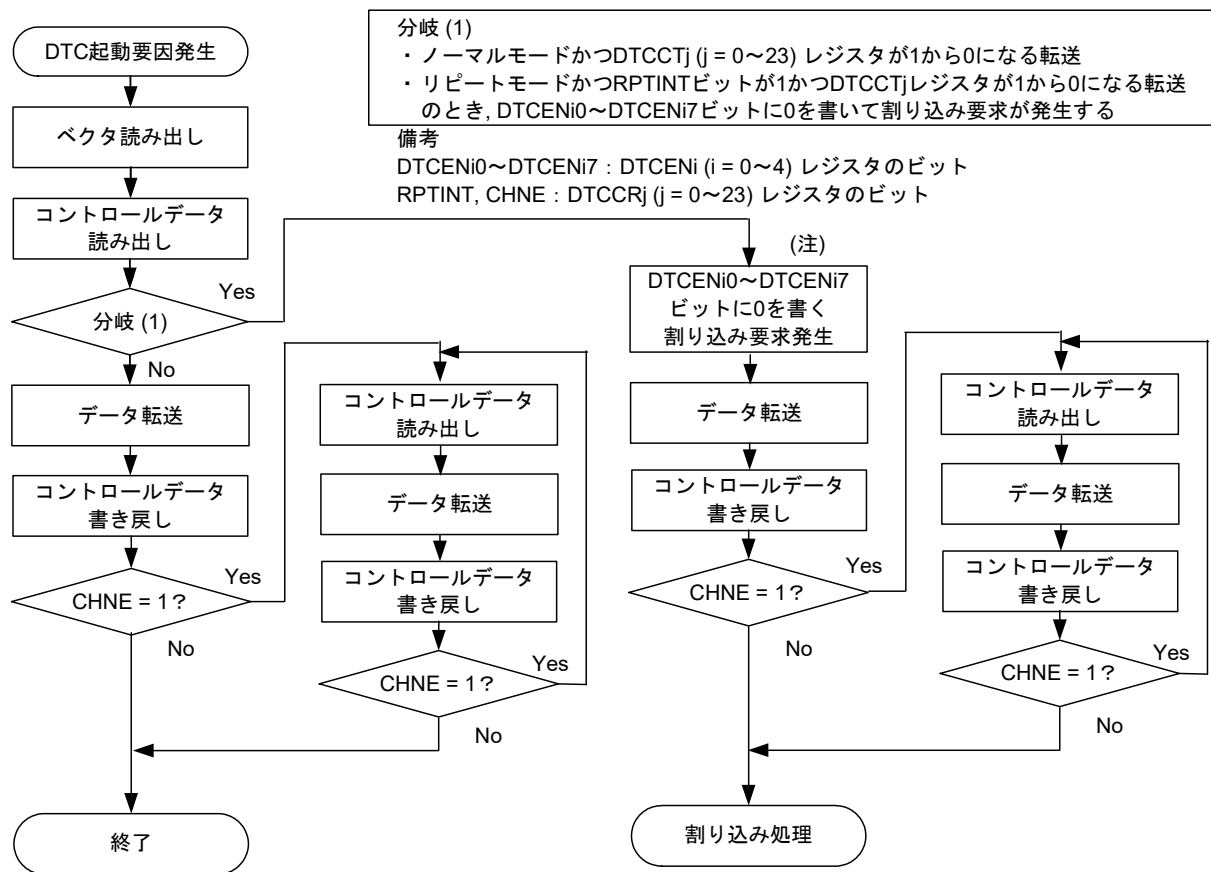 DTC起動要因発生
ベクタ読み出し
コントロールデータ
読み出し
分岐 (1)
Yes
No
データ転送
コントロールデータ
書き戻し
CHNE = 1?
Yes
No
終了
コントロールデータ
読み出し
データ転送
コントロールデータ
書き戻し
CHNE = 1?
Yes
No
分岐 (1)
・ノーマルモードかつDTCCTj (j = 0～23) レジスタが1から0になる転送
・リピートモードかつRPTINTビットが1かつDTCCTjレジスタが1から0になる転送
のとき, DTCENi0～DTCENi7ビットに0を書いて割り込み要求が発生する
備考
DTCENi0～DTCENi7 : DTCENi (i = 0～4) レジスタのビット
RPTINT, CHNE : DTCCRj (j = 0～23) レジスタのビット
(注)
DTCENi0～DTCENi7
ビットに0を書く
割り込み要求発生
データ転送
コントロールデータ
書き戻し
CHNE = 1?
Yes
No
割り込み処理
コントロールデータ
読み出し
データ転送
コントロールデータ
書き戻し
CHNE = 1?
Yes
No